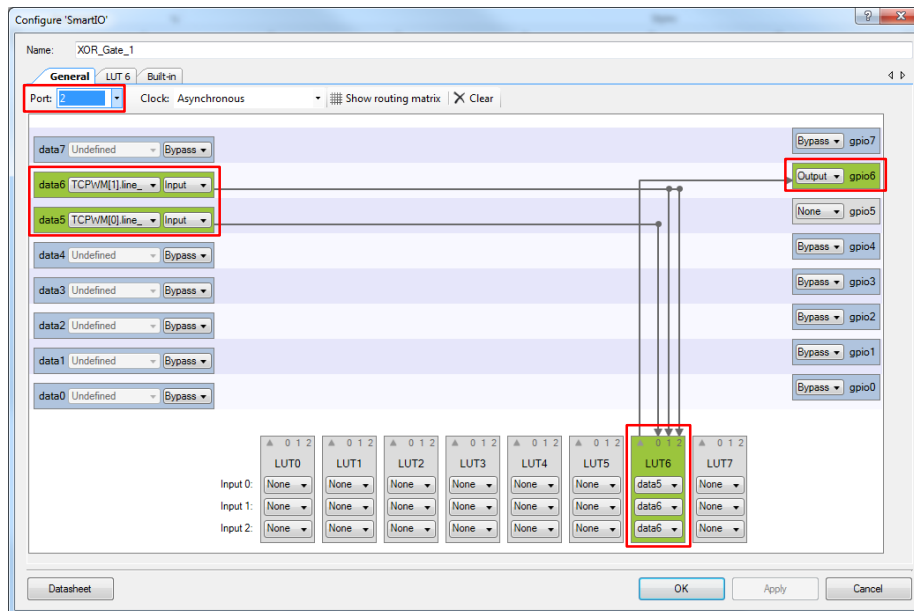 Configure 'SmartIO'
Name: XOR_Gate_1
General LUT 6 Built-in
Port: 2 Clock: Asynchronous Show routing matrix Clear
data7 Undefined Bypass
Bypass gpio7
data6 TCPWM[1].line_ Input
Output gpio6
data5 TCPWM[0].line_ Input
None gpio5
data4 Undefined Bypass
Bypass gpio4
data3 Undefined Bypass
Bypass gpio3
data2 Undefined Bypass
Bypass gpio2
data1 Undefined Bypass
Bypass gpio1
data0 Undefined Bypass
Bypass gpio0
0 1 2 0 1 2 0 1 2 0 1 2 0 1 2 0 1 2 0 1 2 0 1 2
LUT0 LUT1 LUT2 LUT3 LUT4 LUT5 LUT6 LUT7
Input 0: None None None None None None data5 None
Input 1: None None None None None None data6 None
Input 2: None None None None None None data6 None
Datasheet OK Apply Cancel